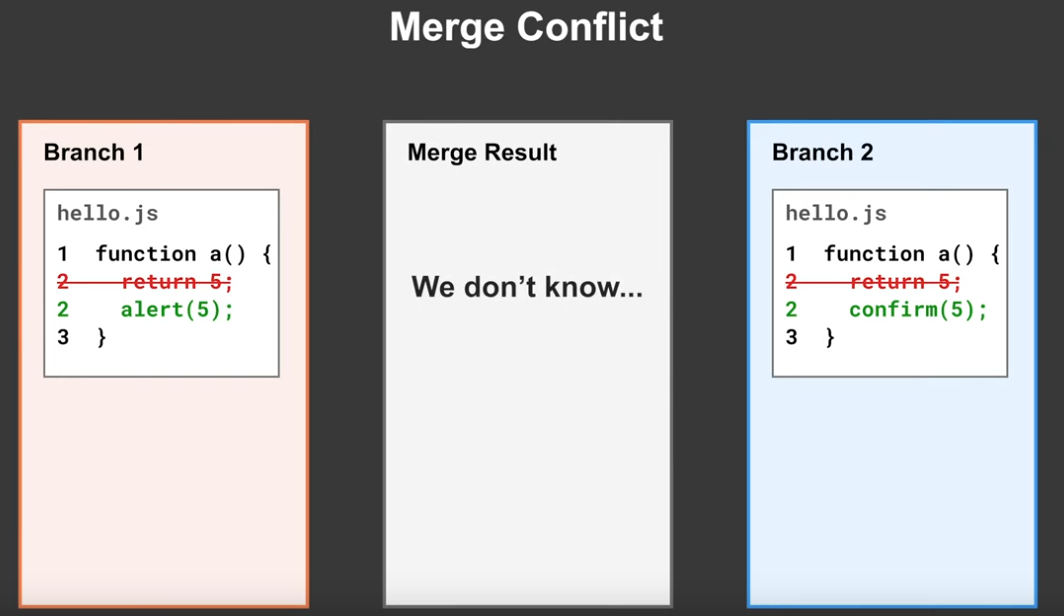 Merge Conflict
Branch 1
hello.js
1 function a() {
2 return 5;
2 alert(5);
3 }
Merge Result
We don’t know...
Branch 2
hello.js
1 function a() {
2 return 5;
2 confirm(5);
3 }